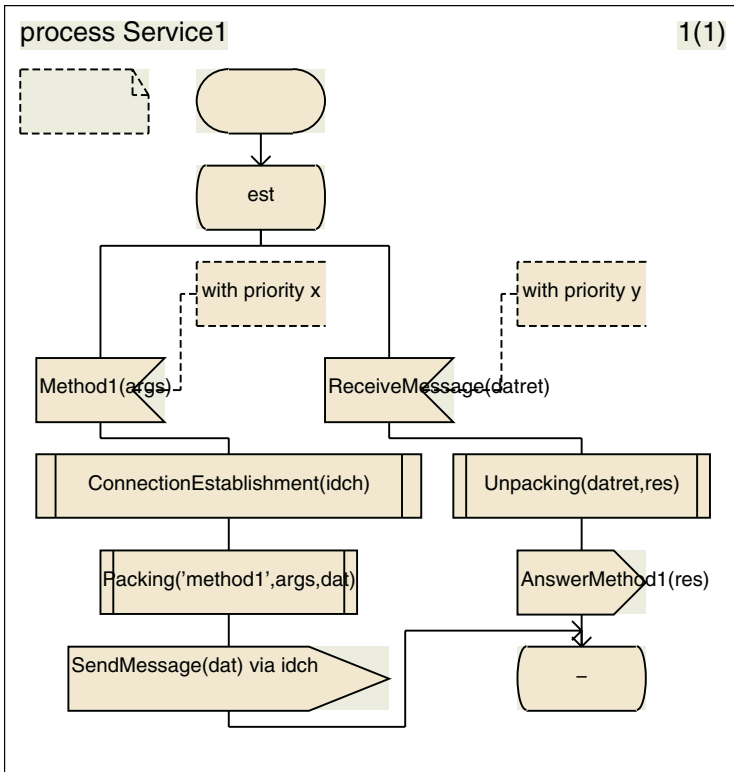 process Service1
1(1)
est
with priority x
with priority y
Method1(args)
ReceiveMessage(datret)
ConnectionEstablishment(idch)
Unpacking(datret,res)
Packing('method1',args,dat)
AnswerMethod1(res)
SendMessage(dat) via idch
–